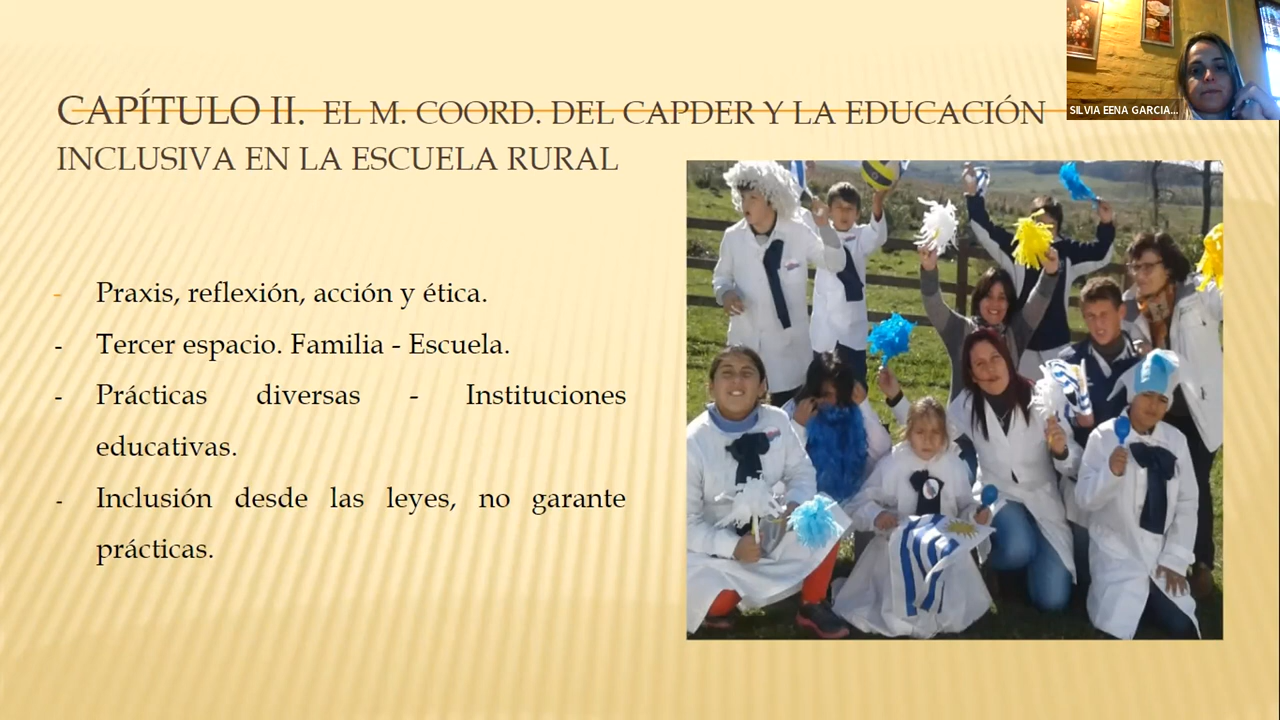 CAPÍTULO II. EL M. COORD. DEL CAPDER Y LA EDUCACIÓN
INCLUSIVA EN LA ESCUELA RURAL
SILVIA EENA GARCIA...
- Praxis, reflexión, acción y ética.
- Tercer espacio. Familia - Escuela.
- Prácticas diversas - Instituciones
educativas.
- Inclusión desde las leyes, no garante
prácticas.